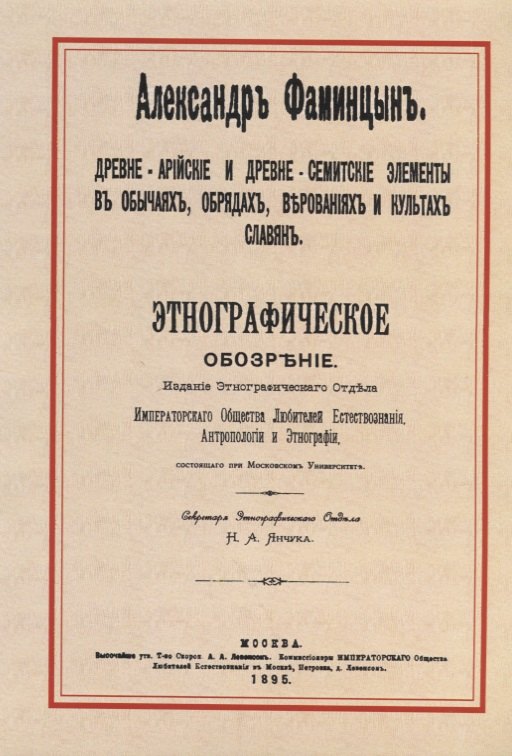 Александръ Фаминцынъ.
ДРЕВНЕ - АРІЙСКІЕ И ДРЕВНЕ - СЕМИТСКІЕ ЭЛЕМЕНТЫ
ВЪ ОБЫЧАЯХЪ, ОБРЯДАХЪ, ВѢРОВАНІЯХЪ И КУЛЬТАХЪ
СЛАВЯНЪ.
ЭТНОГРАФИЧЕСКОЕ
ОБОЗРѢНІЕ.
Изданіе Этнографическаго Отдѣла
Императорскаго Общества Любителей Естествознанія,
Антропологіи и Этнографіи,
состоящаго при Московскомъ Университетѣ.
Секретаря Этнографическаго Отдѣла
Н. А. Янчука.
МОСКВА.
Высочайше утв. Т-во Скороп. А. А. Левенсонъ. Коммиссіонеры ИМПЕРАТОРСКАГО Общества
Любителей Естествознанія въ Москвѣ, Петровка, д. Левенсонъ.
1895.